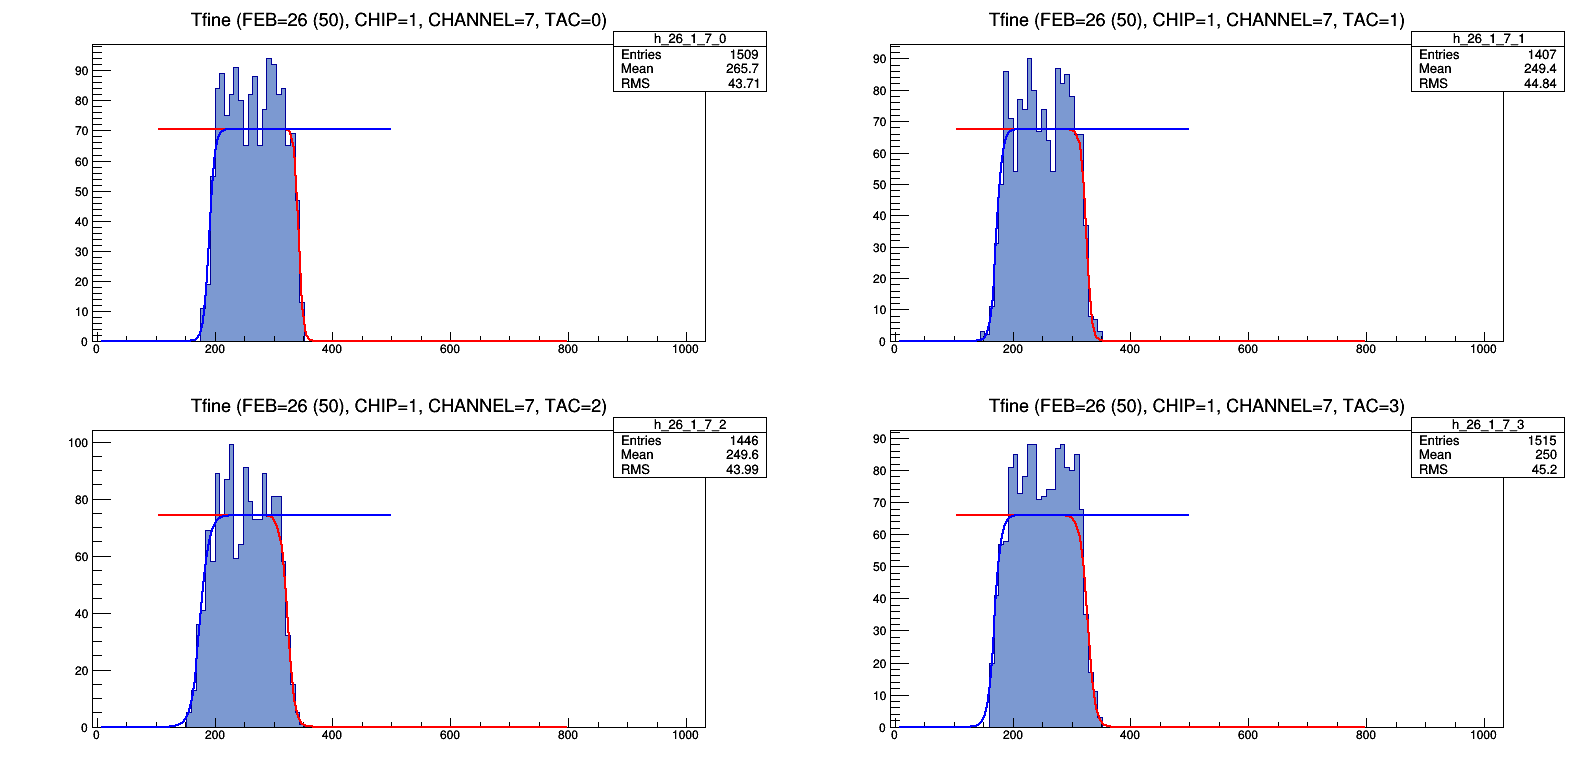 Tfine (FEB=26 (50), CHIP=1, CHANNEL=7, TAC=0)
h_26_1_7_0
Entries 1509
Mean 265.7
RMS 43.71
90
80
70
60
50
40
30
20
10
0
0 200 400 600 800 1000
Tfine (FEB=26 (50), CHIP=1, CHANNEL=7, TAC=1)
h_26_1_7_1
Entries 1407
Mean 249.4
RMS 44.84
90
80
70
60
50
40
30
20
10
0
0 200 400 600 800 1000
Tfine (FEB=26 (50), CHIP=1, CHANNEL=7, TAC=2)
h_26_1_7_2
Entries 1446
Mean 249.6
RMS 43.99
100
80
60
40
20
0
0 200 400 600 800 1000
Tfine (FEB=26 (50), CHIP=1, CHANNEL=7, TAC=3)
h_26_1_7_3
Entries 1515
Mean 250
RMS 45.2
90
80
70
60
50
40
30
20
10
0
0 200 400 600 800 1000